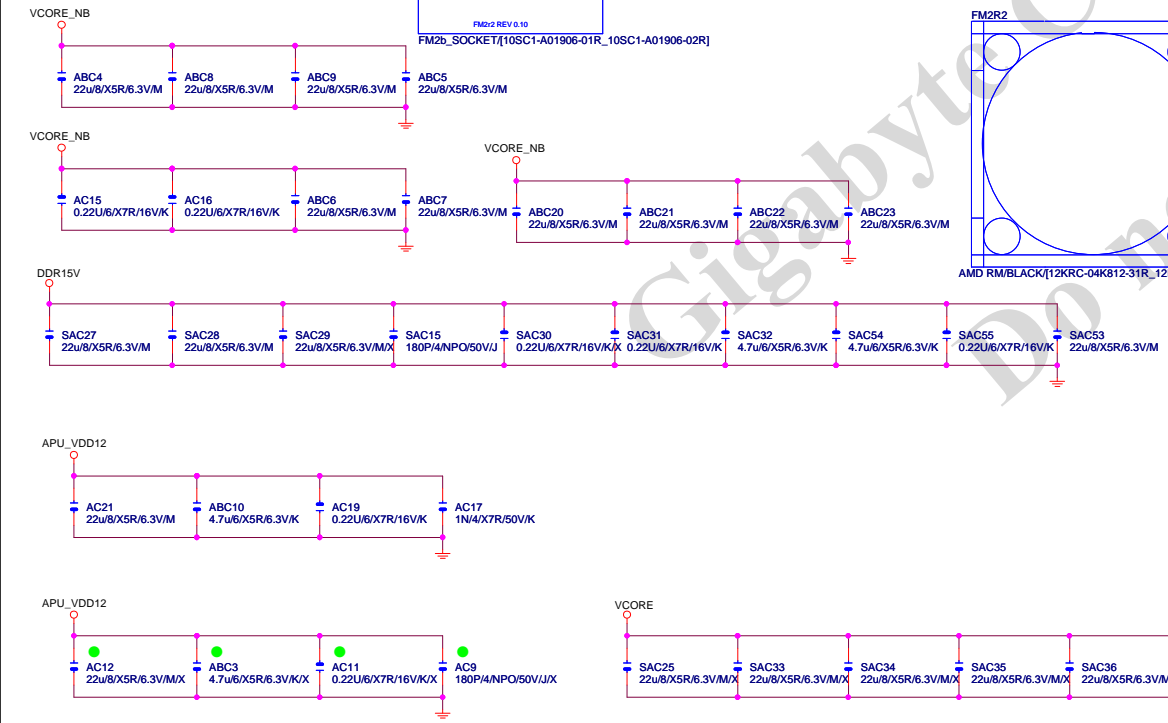 VCORE_NB
FM2r2 REV 0.10
FM2b_SOCKET/[10SC1-A01906-01R_10SC1-A01906-02R]
FM2R2
ABC4
22u/8/X5R/6.3V/M
ABC8
22u/8/X5R/6.3V/M
ABC9
22u/8/X5R/6.3V/M
ABC5
22u/8/X5R/6.3V/M
VCORE_NB
AC15
0.22U/6/X7R/16V/K
AC16
0.22U/6/X7R/16V/K
ABC6
22u/8/X5R/6.3V/M
ABC7
22u/8/X5R/6.3V/M
VCORE_NB
ABC20
22u/8/X5R/6.3V/M
ABC21
22u/8/X5R/6.3V/M
ABC22
22u/8/X5R/6.3V/M
ABC23
22u/8/X5R/6.3V/M
Gigabyte
Do
AMD RM/BLACK/[12KRC-04K812-31R_12
DDR15V
SAC27
22u/8/X5R/6.3V/M
SAC28
22u/8/X5R/6.3V/M
SAC29
22u/8/X5R/6.3V/M/X
SAC15
180P/4/NPO/50V/J
SAC30
0.22U/6/X7R/16V/K/X
SAC31
0.22U/6/X7R/16V/K
SAC32
4.7u/6/X5R/6.3V/K
SAC54
4.7u/6/X5R/6.3V/K
SAC55
0.22U/6/X7R/16V/K
SAC53
22u/8/X5R/6.3V/M
APU_VDD12
AC21
22u/8/X5R/6.3V/M
ABC10
4.7u/6/X5R/6.3V/K
AC19
0.22U/6/X7R/16V/K
AC17
1N/4/X7R/50V/K
APU_VDD12
AC12
22u/8/X5R/6.3V/M/X
ABC3
4.7u/6/X5R/6.3V/K/X
AC11
0.22U/6/X7R/16V/K/X
AC9
180P/4/NPO/50V/J/X
VCORE
SAC25
22u/8/X5R/6.3V/M/X
SAC33
22u/8/X5R/6.3V/M/X
SAC34
22u/8/X5R/6.3V/M/X
SAC35
22u/8/X5R/6.3V/M/X
SAC36
22u/8/X5R/6.3V/M